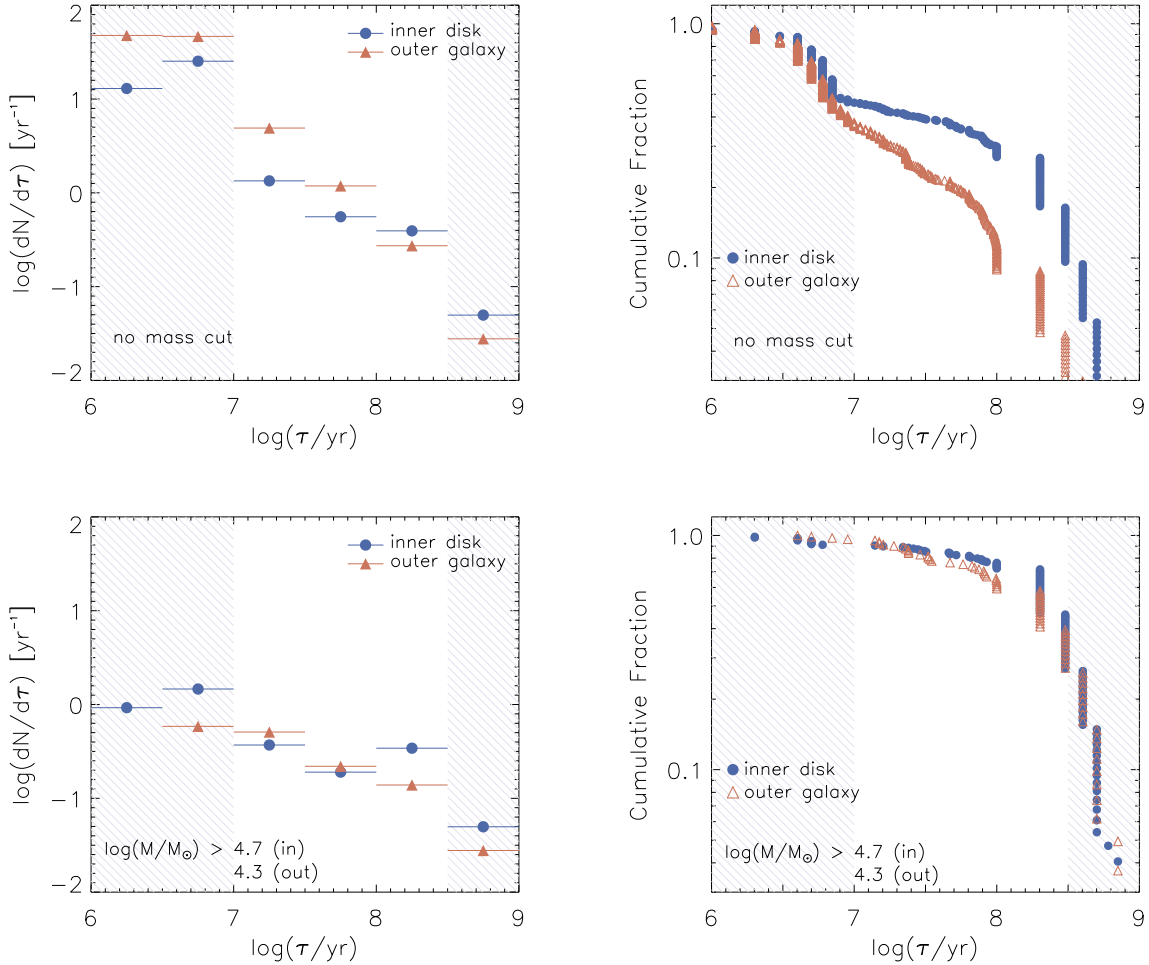 2
1
0
−1
−2
log(dN/dτ) [yr⁻¹]
inner disk
outer galaxy
no mass cut
6 7 8 9
log(τ/yr)
1.0
0.1
Cumulative Fraction
inner disk
outer galaxy
no mass cut
6 7 8 9
log(τ/yr)
2
1
0
−1
−2
log(dN/dτ) [yr⁻¹]
inner disk
outer galaxy
log(M/M☉) > 4.7 (in)
4.3 (out)
6 7 8 9
log(τ/yr)
1.0
0.1
Cumulative Fraction
inner disk
outer galaxy
log(M/M☉) > 4.7 (in)
4.3 (out)
6 7 8 9
log(τ/yr)